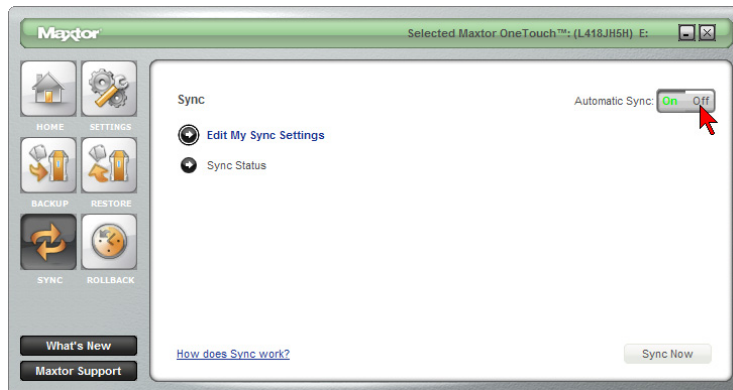 Maxtor
Selected Maxtor OneTouch™: (L418JH5H) E:
HOME SETTINGS
BACKUP RESTORE
SYNC ROLLBACK
What's New
Maxtor Support
Sync
Automatic Sync: On Off
Edit My Sync Settings
Sync Status
How does Sync work?
Sync Now